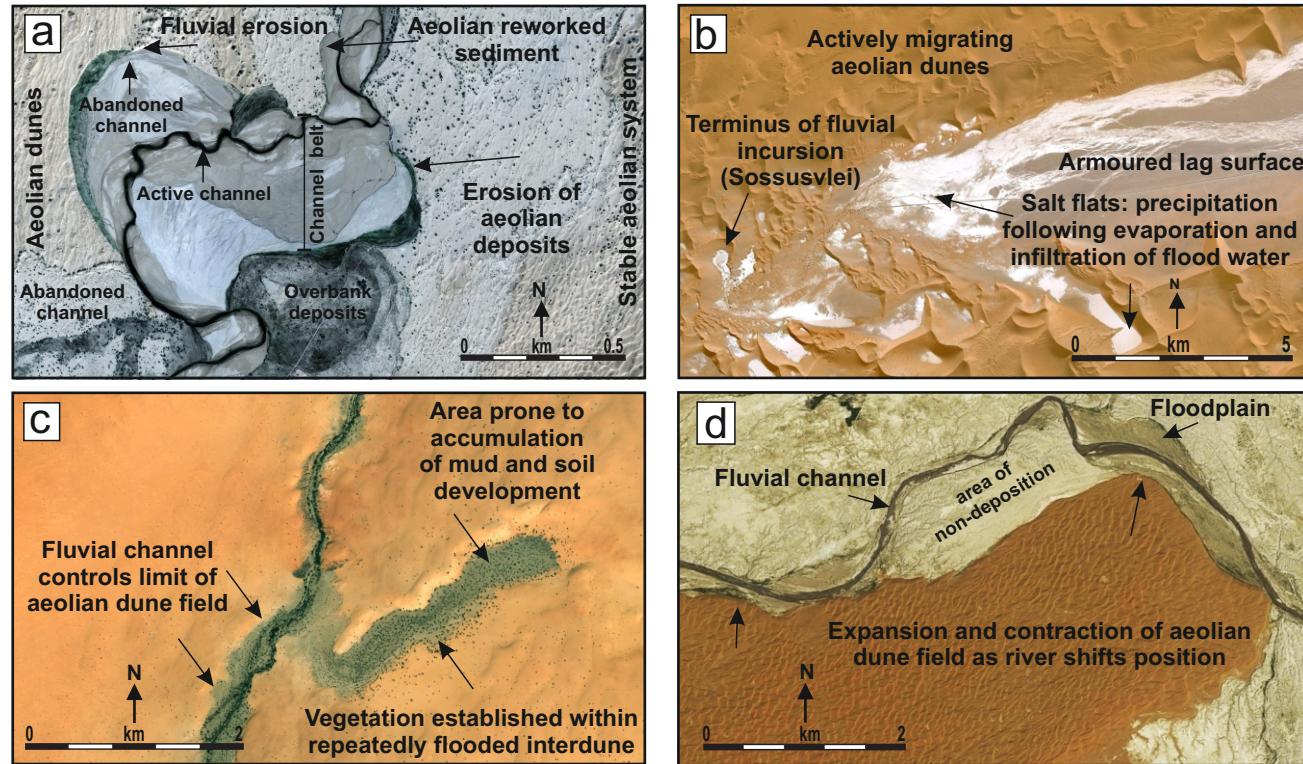 a
Fluvial erosion
Aeolian reworked
sediment
Abandoned
channel
Aeolian dunes
Active channel
Channel belt
Erosion of
aeolian
deposits
Stable aeolian system
Abandoned
channel
Overbank
deposits
N
0
km
0.5
b
Actively migrating
aeolian dunes
Terminus of fluvial
incursion
(Sossusvlei)
Armoured lag surface
Salt flats: precipitation
following evaporation and
infiltration of flood water
N
0
km
5
c
Area prone to
accumulation
of mud and soil
development
Fluvial channel
controls limit of
aeolian dune field
N
0
km
2
Vegetation established within
repeatedly flooded interdune
d
Floodplain
Fluvial channel
area of
non-deposition
Expansion and contraction of aeolian
dune field as river shifts position
N
0
km
2